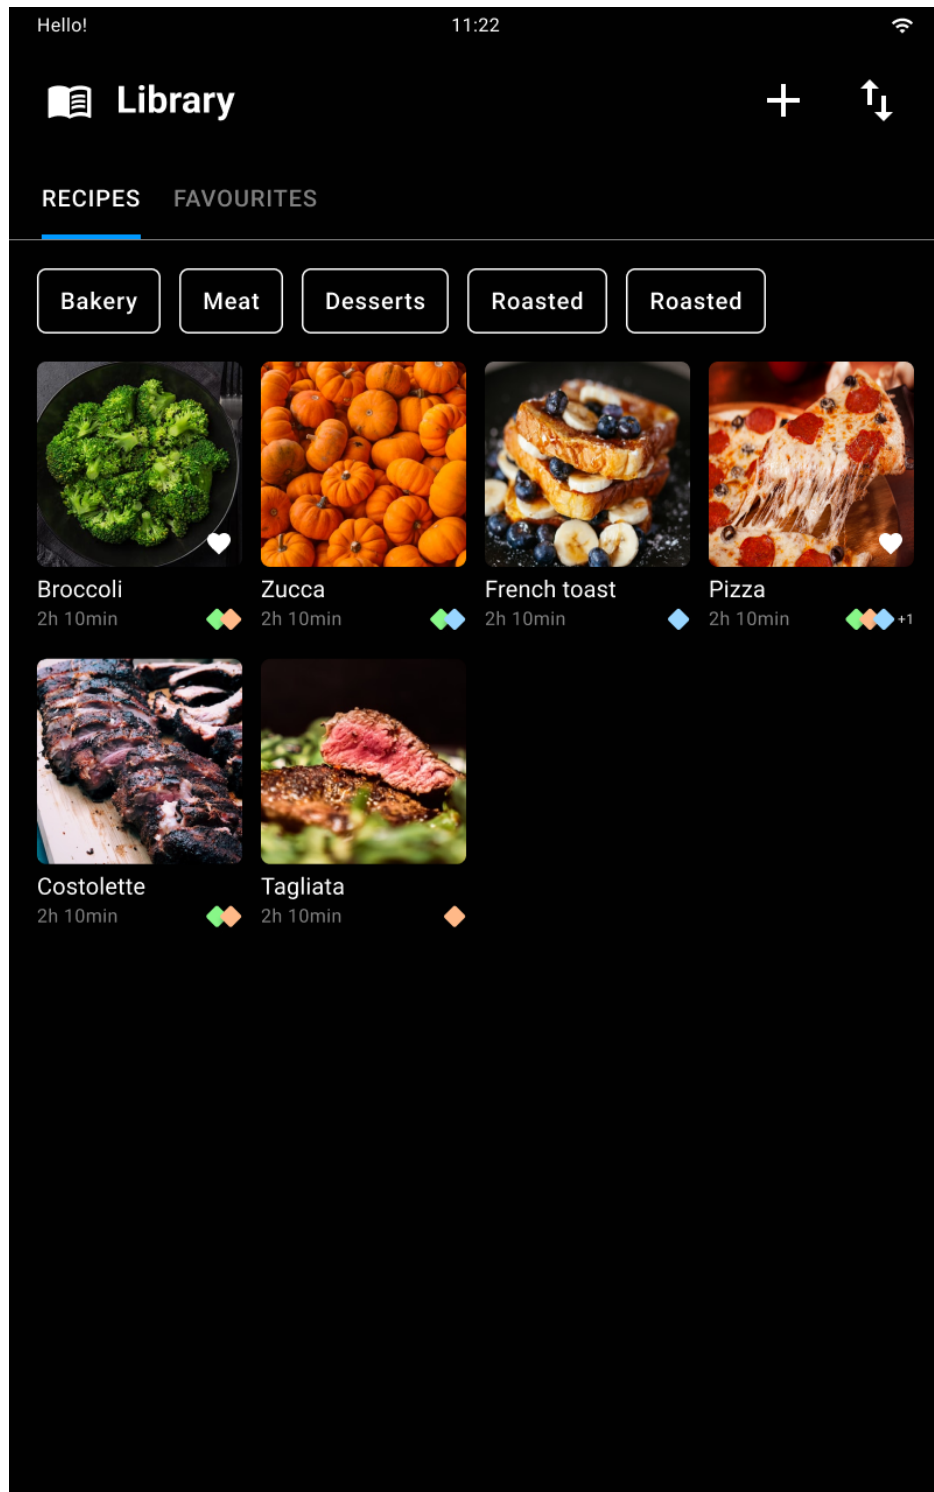 Hello! 11:22
Library
RECIPES FAVOURITES
Bakery Meat Desserts Roasted Roasted
Broccoli Zucca French toast Pizza
2h 10min 2h 10min 2h 10min 2h 10min +1
Costolette Tagliata
2h 10min 2h 10min